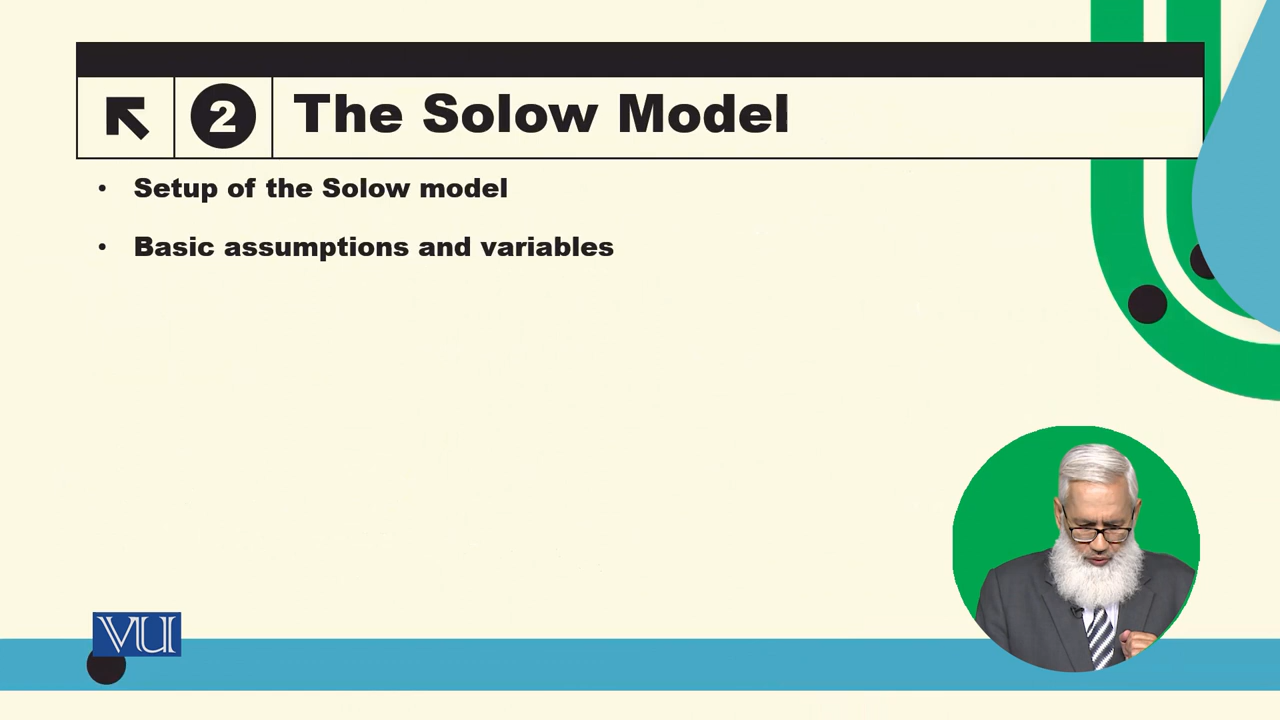 2 The Solow Model
• Setup of the Solow model
• Basic assumptions and variables
VU